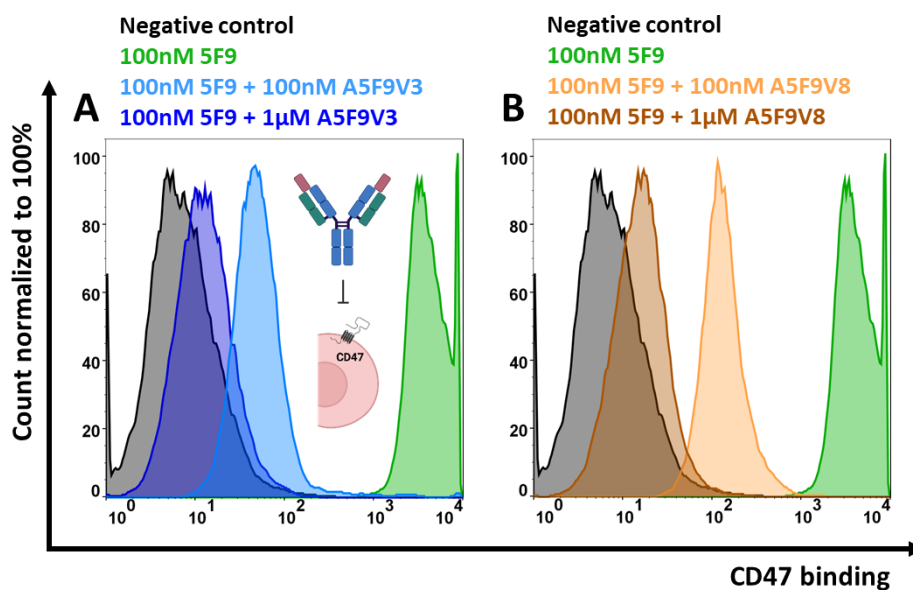 Negative control
100nM 5F9
100nM 5F9 + 100nM A5F9V3
100nM 5F9 + 1µM A5F9V3
Negative control
100nM 5F9
100nM 5F9 + 100nM A5F9V8
100nM 5F9 + 1µM A5F9V8
A
B
Count normalized to 100%
100
80
60
40
20
0
10^0 10^1 10^2 10^3 10^4
CD47
100
80
60
40
20
0
10^0 10^1 10^2 10^3 10^4
CD47 binding